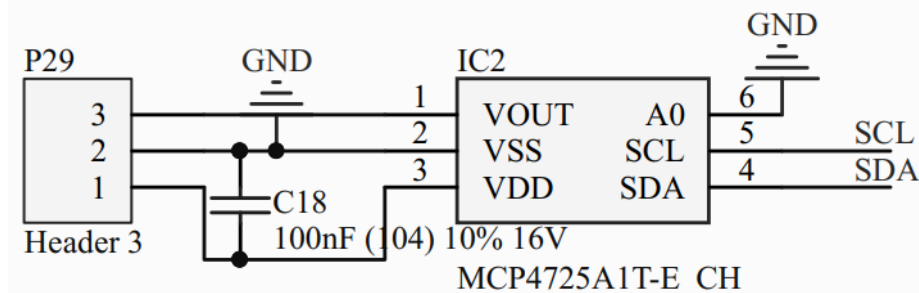 GND
P29
GND
IC2
3
1
VOUT
A0
6
2
2
VSS
SCL
5
SCL
1
3
VDD
SDA
4
SDA
C18
Header 3
100nF (104) 10% 16V
MCP4725A1T-E CH